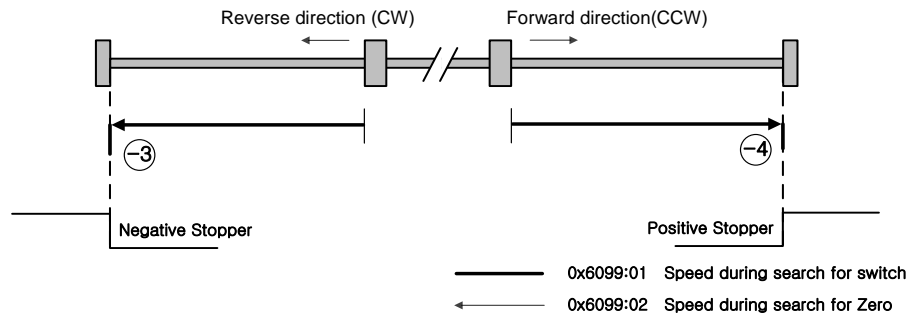 Reverse direction (CW)
Forward direction(CCW)
-3
-4
Negative Stopper
Positive Stopper
0x6099:01 Speed during search for switch
0x6099:02 Speed during search for Zero